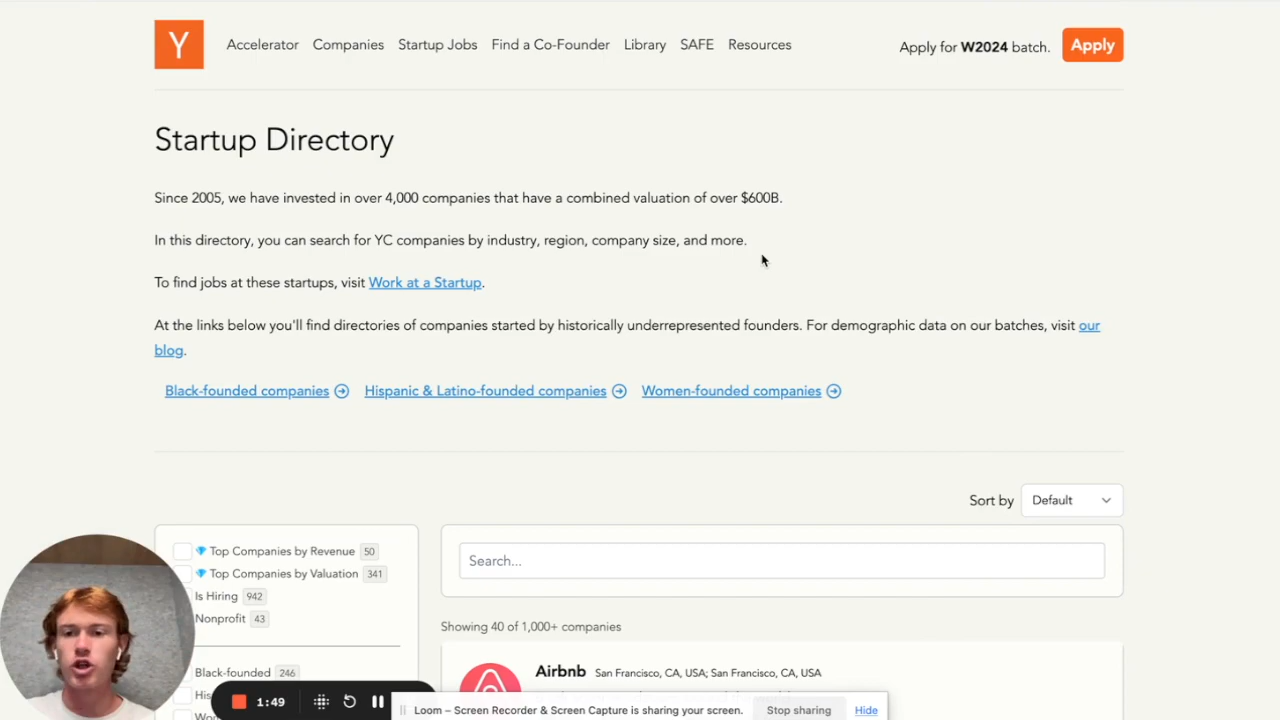 Y
Accelerator Companies Startup Jobs Find a Co-Founder Library SAFE Resources
Apply for W2024 batch. Apply
Startup Directory
Since 2005, we have invested in over 4,000 companies that have a combined valuation of over $600B.
In this directory, you can search for YC companies by industry, region, company size, and more.
To find jobs at these startups, visit Work at a Startup.
At the links below you'll find directories of companies started by historically underrepresented founders. For demographic data on our batches, visit our
blog.
Black-founded companies Hispanic & Latino-founded companies Women-founded companies
Sort by Default
Top Companies by Revenue 50
Top Companies by Valuation 341
Is Hiring 942
Nonprofit 43
Black-founded 246
Search...
Showing 40 of 1,000+ companies
Airbnb San Francisco, CA, USA; San Francisco, CA, USA
1:49
Loom – Screen Recorder & Screen Capture is sharing your screen. Stop sharing Hide